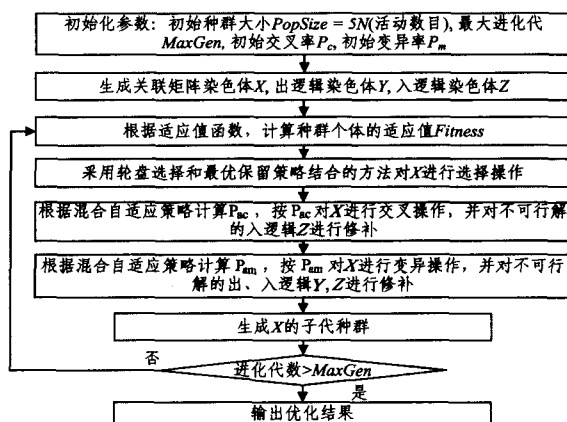 初始化参数：初始种群大小PopSize = 5N(活动数目), 最大进化代
MaxGen, 初始交叉率Pc, 初始变异率Pm
生成关联矩阵染色体X, 出逻辑染色体Y, 入逻辑染色体Z
根据适应值函数，计算种群个体的适应值Fitness
采用轮盘选择和最优保留策略结合的方法对X进行选择操作
根据混合自适应策略计算Pac，按 Pac 对X进行交叉操作，并对不可行解
的入逻辑Z进行修补
根据混合自适应策略计算 Pam，按 Pam 对X进行变异操作，并对不可行
解的出、入逻辑Y, Z进行修补
生成X的子代种群
否
进化代数>MaxGen
是
输出优化结果